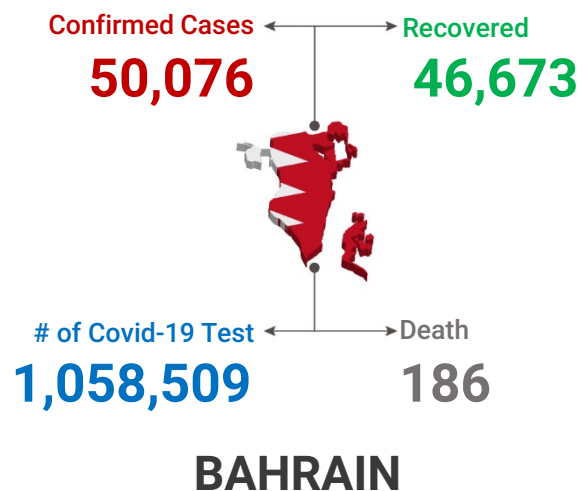 Confirmed Cases
50,076
Recovered
46,673
# of Covid-19 Test
1,058,509
Death
186
BAHRAIN